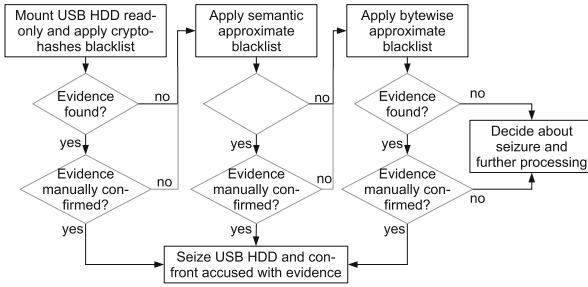 Mount USB HDD read-
only and apply crypto-
hashes blacklist
Apply semantic
approximate
blacklist
Apply bytewise
approximate
blacklist
Evidence
found?
no
no
Evidence
found?
no
yes
yes
yes
Decide about
seizure and
further processing
Evidence
manually con-
firmed?
no
Evidence
manually con-
firmed?
no
Evidence
manually con-
firmed?
no
yes
yes
yes
Seize USB HDD and con-
front accused with evidence